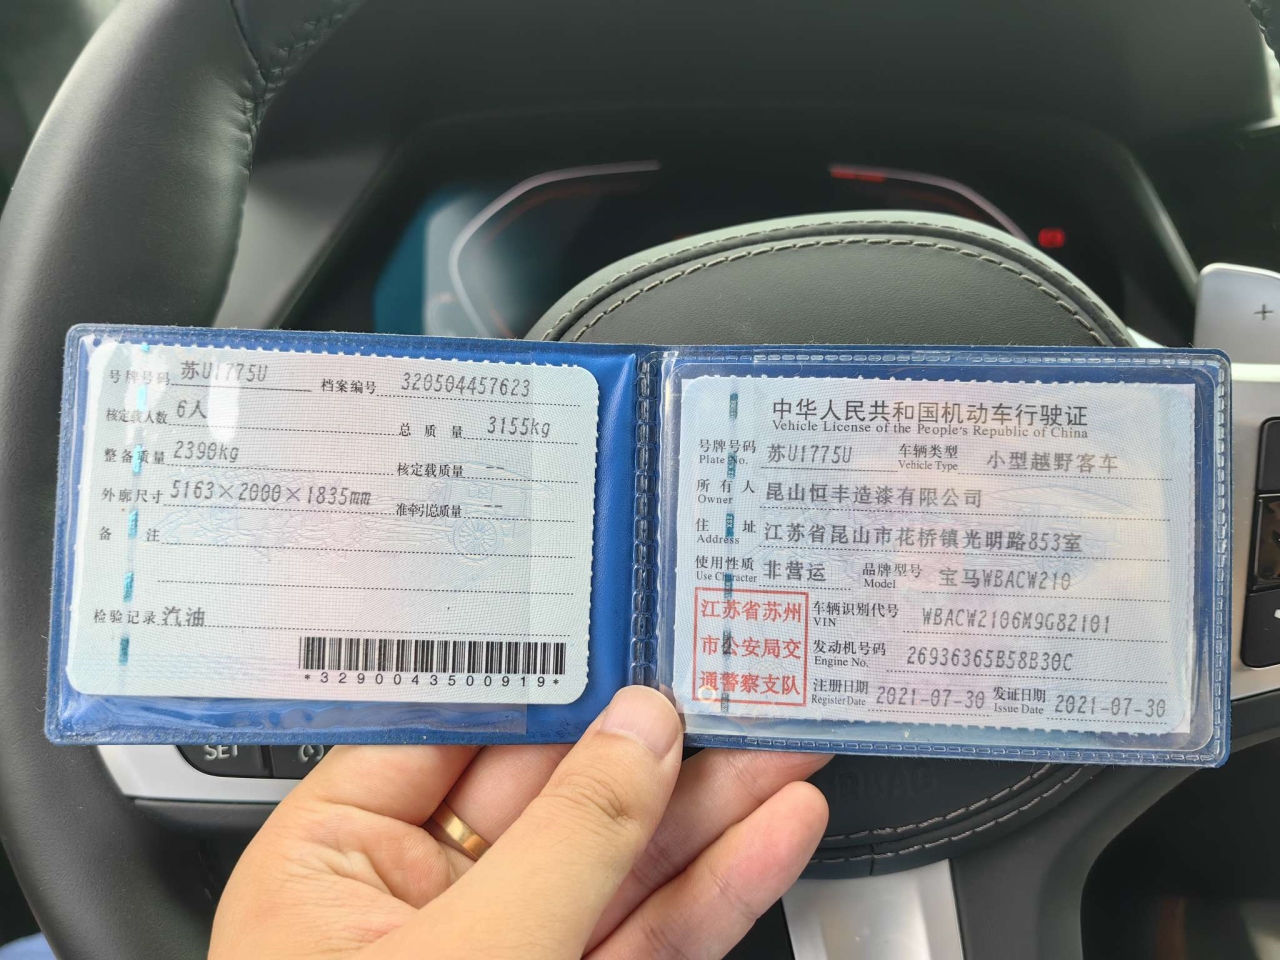 号牌号码 苏U1775U 档案编号 320504457623
核定载人数 6人 总质量 3155kg
整备质量 2390kg 核定载质量
外廓尺寸 5163×2000×1835mm 准牵引总质量 --
备注
检验记录 汽油
*3290043500919*
中华人民共和国机动车行驶证
Vehicle License of the People's Republic of China
号牌号码 苏U1775U 车辆类型 小型越野客车
Plate No. Vehicle Type
所有人 昆山恒丰造漆有限公司
Owner
住址 江苏省昆山市花桥镇光明路853室
Address
使用性质 非营运 品牌型号 宝马WBACW210
Use Character Model
江苏省苏州
市公安局交
通警察支队
车辆识别代号 WBACW2106M9G82101
VIN
发动机号码 26936365B58B30C
Engine No.
注册日期 2021-07-30 发证日期 2021-07-30
Register Date Issue Date
SET
+